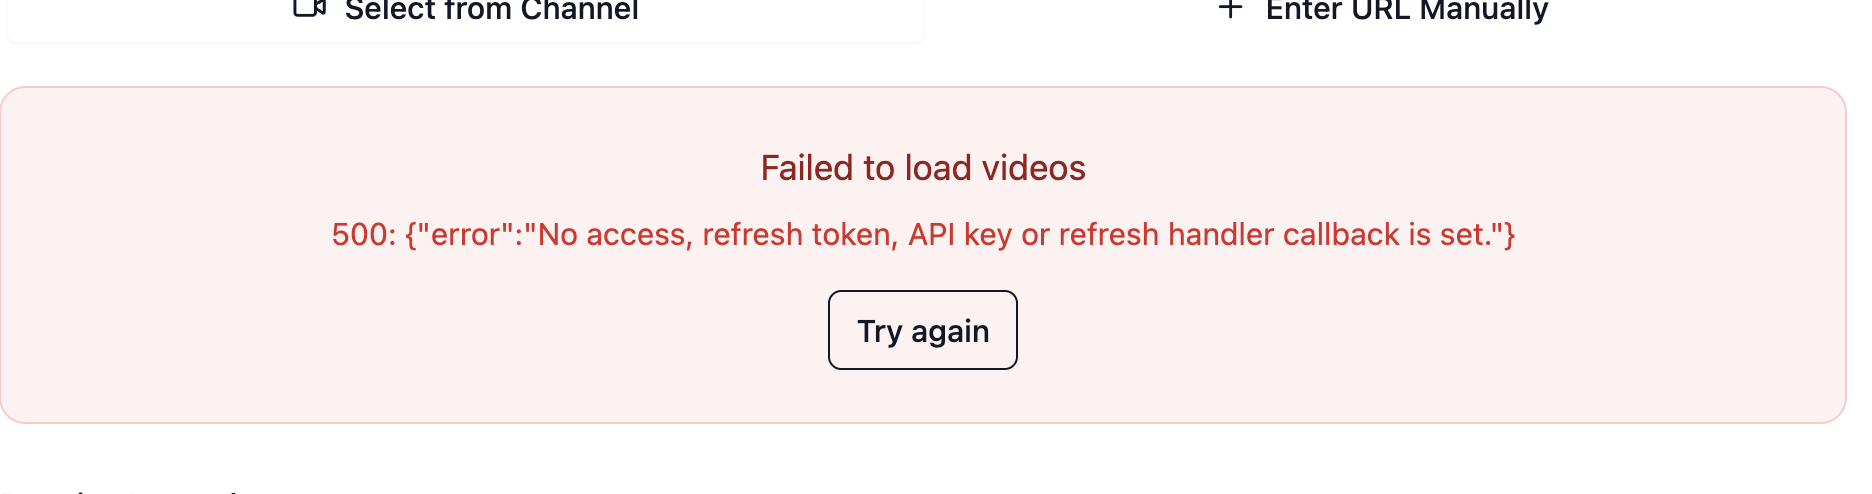 Select from Channel
Enter URL Manually
Failed to load videos
500: {"error":"No access, refresh token, API key or refresh handler callback is set."}
Try again